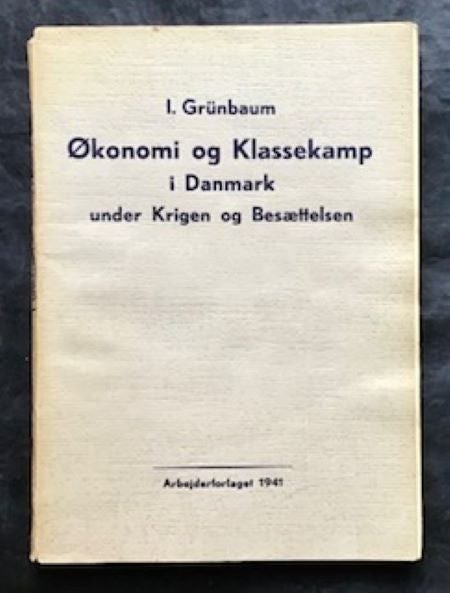 I. Grünbaum
Økonomi og Klassekamp
i Danmark
under Krigen og Besættelsen
Arbejderforlaget 1941